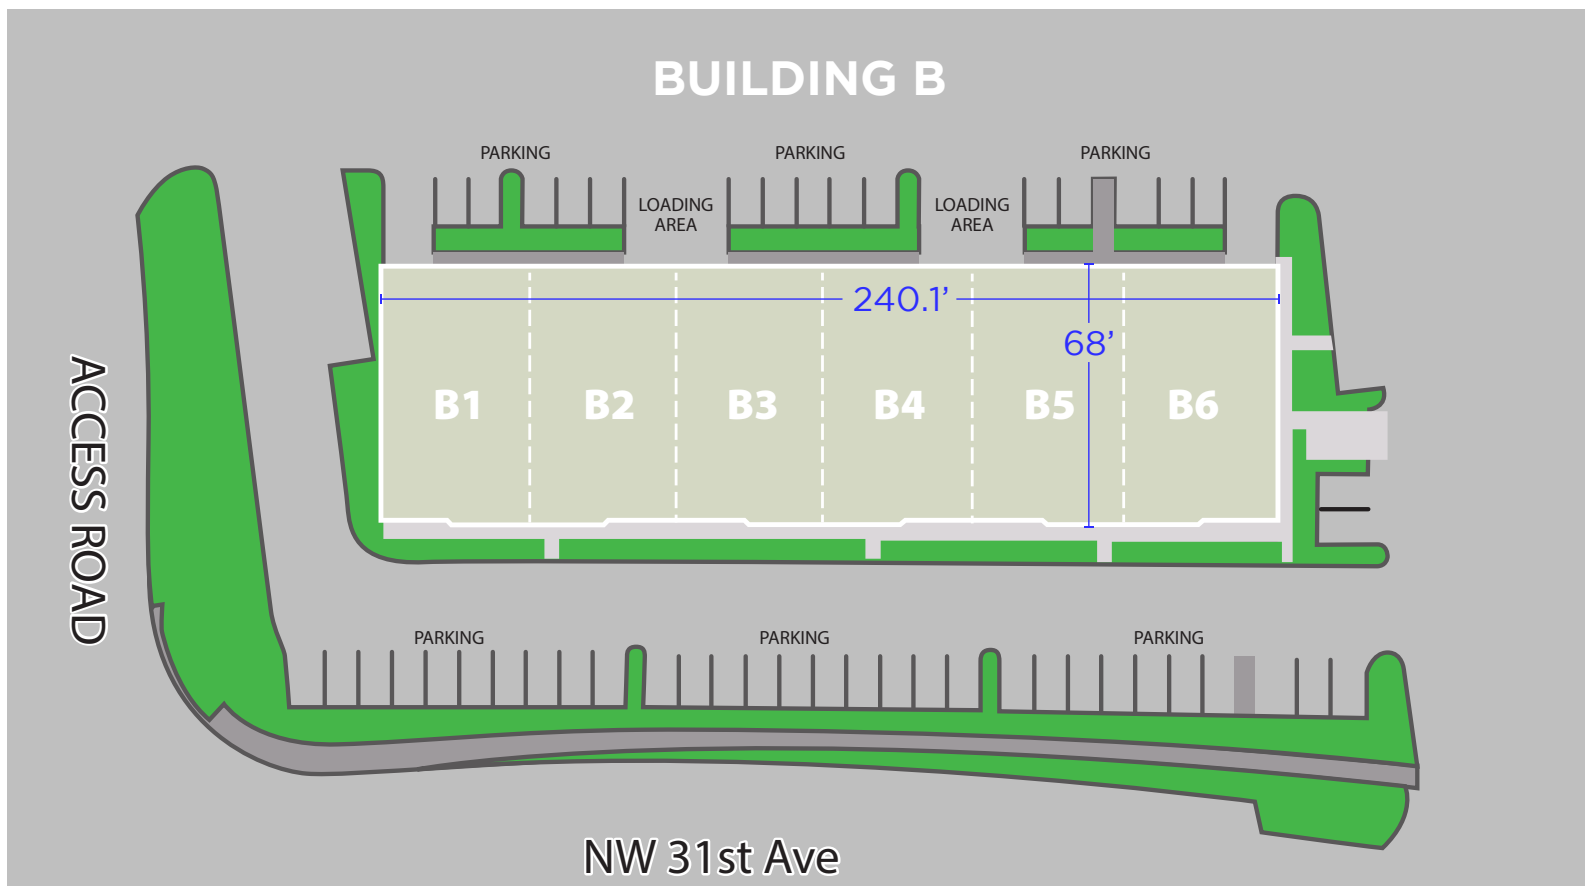 BUILDING B
PARKING
PARKING
PARKING
LOADING
AREA
LOADING
AREA
240.1’
68’
B1
B2
B3
B4
B5
B6
ACCESS ROAD
PARKING
PARKING
PARKING
NW 31st Ave